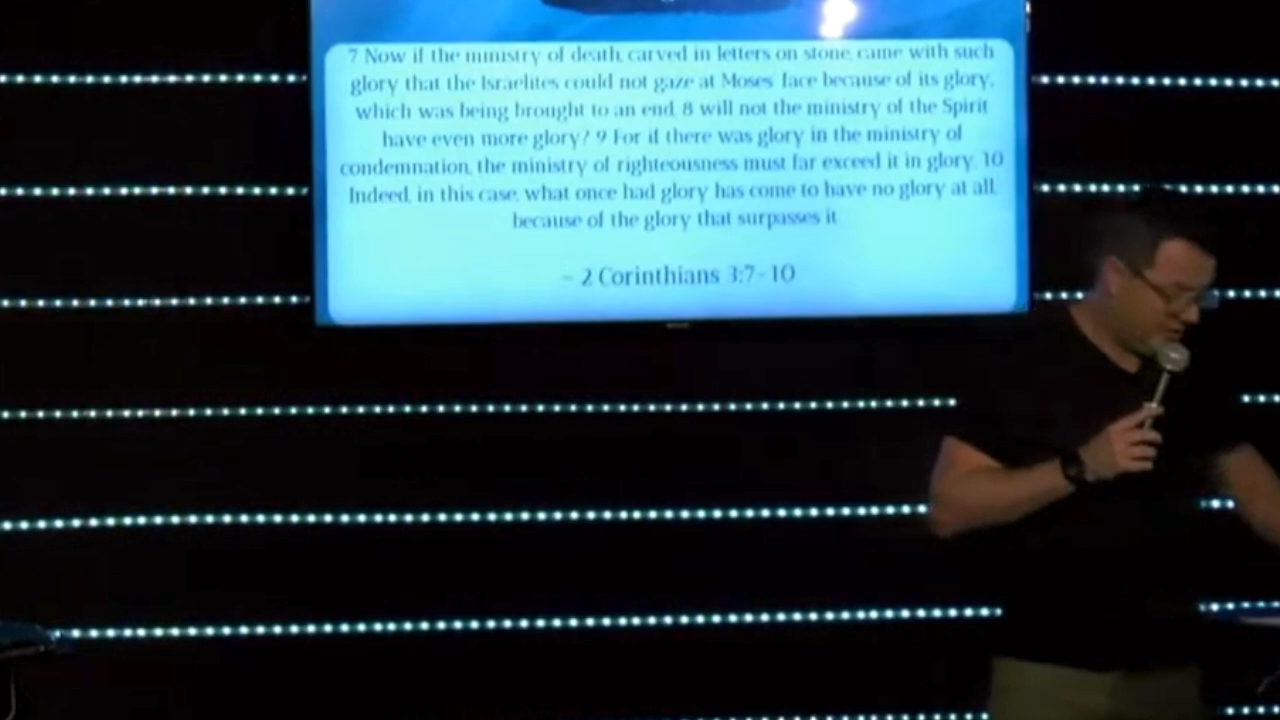 7 Now if the ministry of death, carved in letters on stone, came with such
glory that the Israelites could not gaze at Moses' face because of its glory,
which was being brought to an end, 8 will not the ministry of the Spirit
have even more glory? 9 For if there was glory in the ministry of
condemnation, the ministry of righteousness must far exceed it in glory. 10
Indeed, in this case, what once had glory has come to have no glory at all,
because of the glory that surpasses it.
- 2 Corinthians 3:7-10